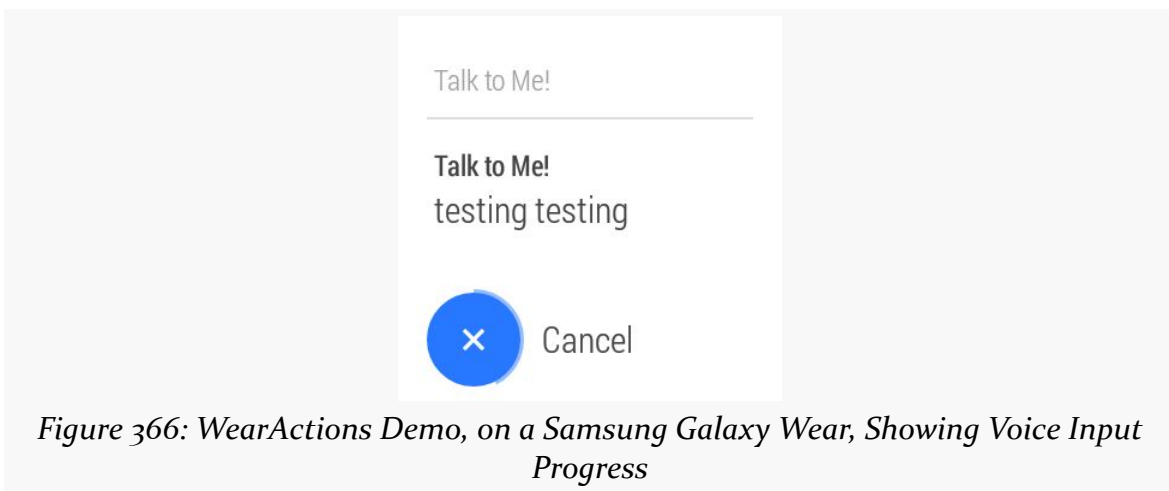 Talk to Me!
Talk to Me!
testing testing
Cancel
Figure 366: WearActions Demo, on a Samsung Galaxy Wear, Showing Voice Input
Progress